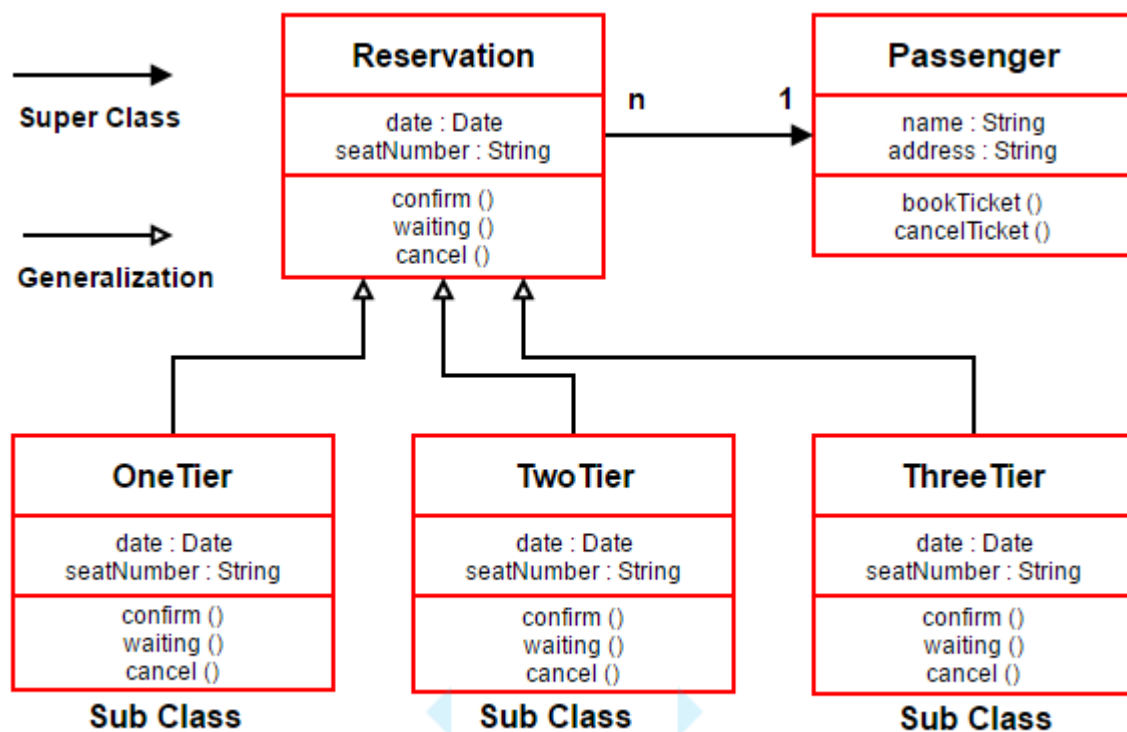 Super Class
Generalization
Reservation
date : Date
seatNumber : String
confirm ()
waiting ()
cancel ()
n
1
Passenger
name : String
address : String
bookTicket ()
cancelTicket ()
OneTier
date : Date
seatNumber : String
confirm ()
waiting ()
cancel ()
Sub Class
TwoTier
date : Date
seatNumber : String
confirm ()
waiting ()
cancel ()
Sub Class
ThreeTier
date : Date
seatNumber : String
confirm ()
waiting ()
cancel ()
Sub Class